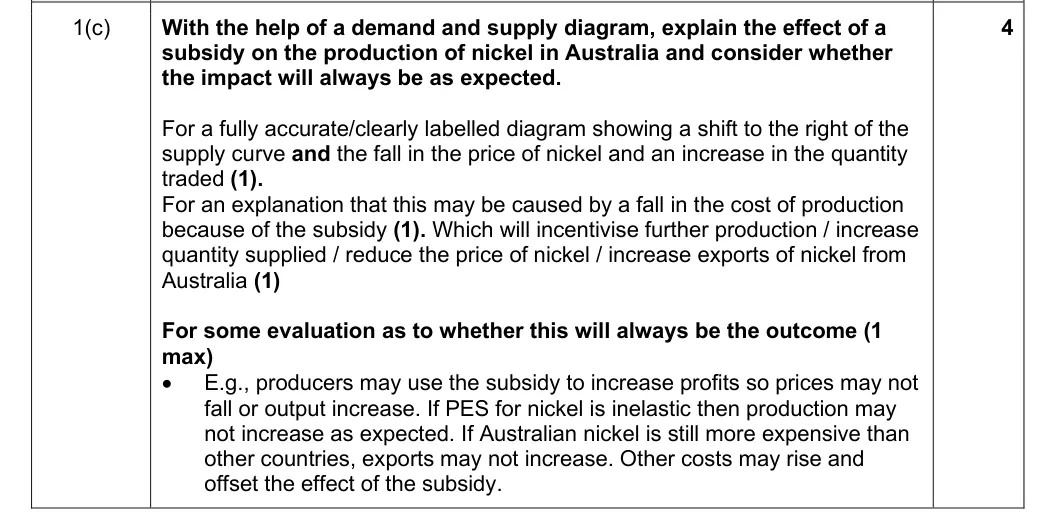 1(c) With the help of a demand and supply diagram, explain the effect of a 4
subsidy on the production of nickel in Australia and consider whether
the impact will always be as expected.
For a fully accurate/clearly labelled diagram showing a shift to the right of the
supply curve and the fall in the price of nickel and an increase in the quantity
traded (1).
For an explanation that this may be caused by a fall in the cost of production
because of the subsidy (1). Which will incentivise further production / increase
quantity supplied / reduce the price of nickel / increase exports of nickel from
Australia (1)
For some evaluation as to whether this will always be the outcome (1
max)
• E.g., producers may use the subsidy to increase profits so prices may not
fall or output increase. If PES for nickel is inelastic then production may
not increase as expected. If Australian nickel is still more expensive than
other countries, exports may not increase. Other costs may rise and
offset the effect of the subsidy.